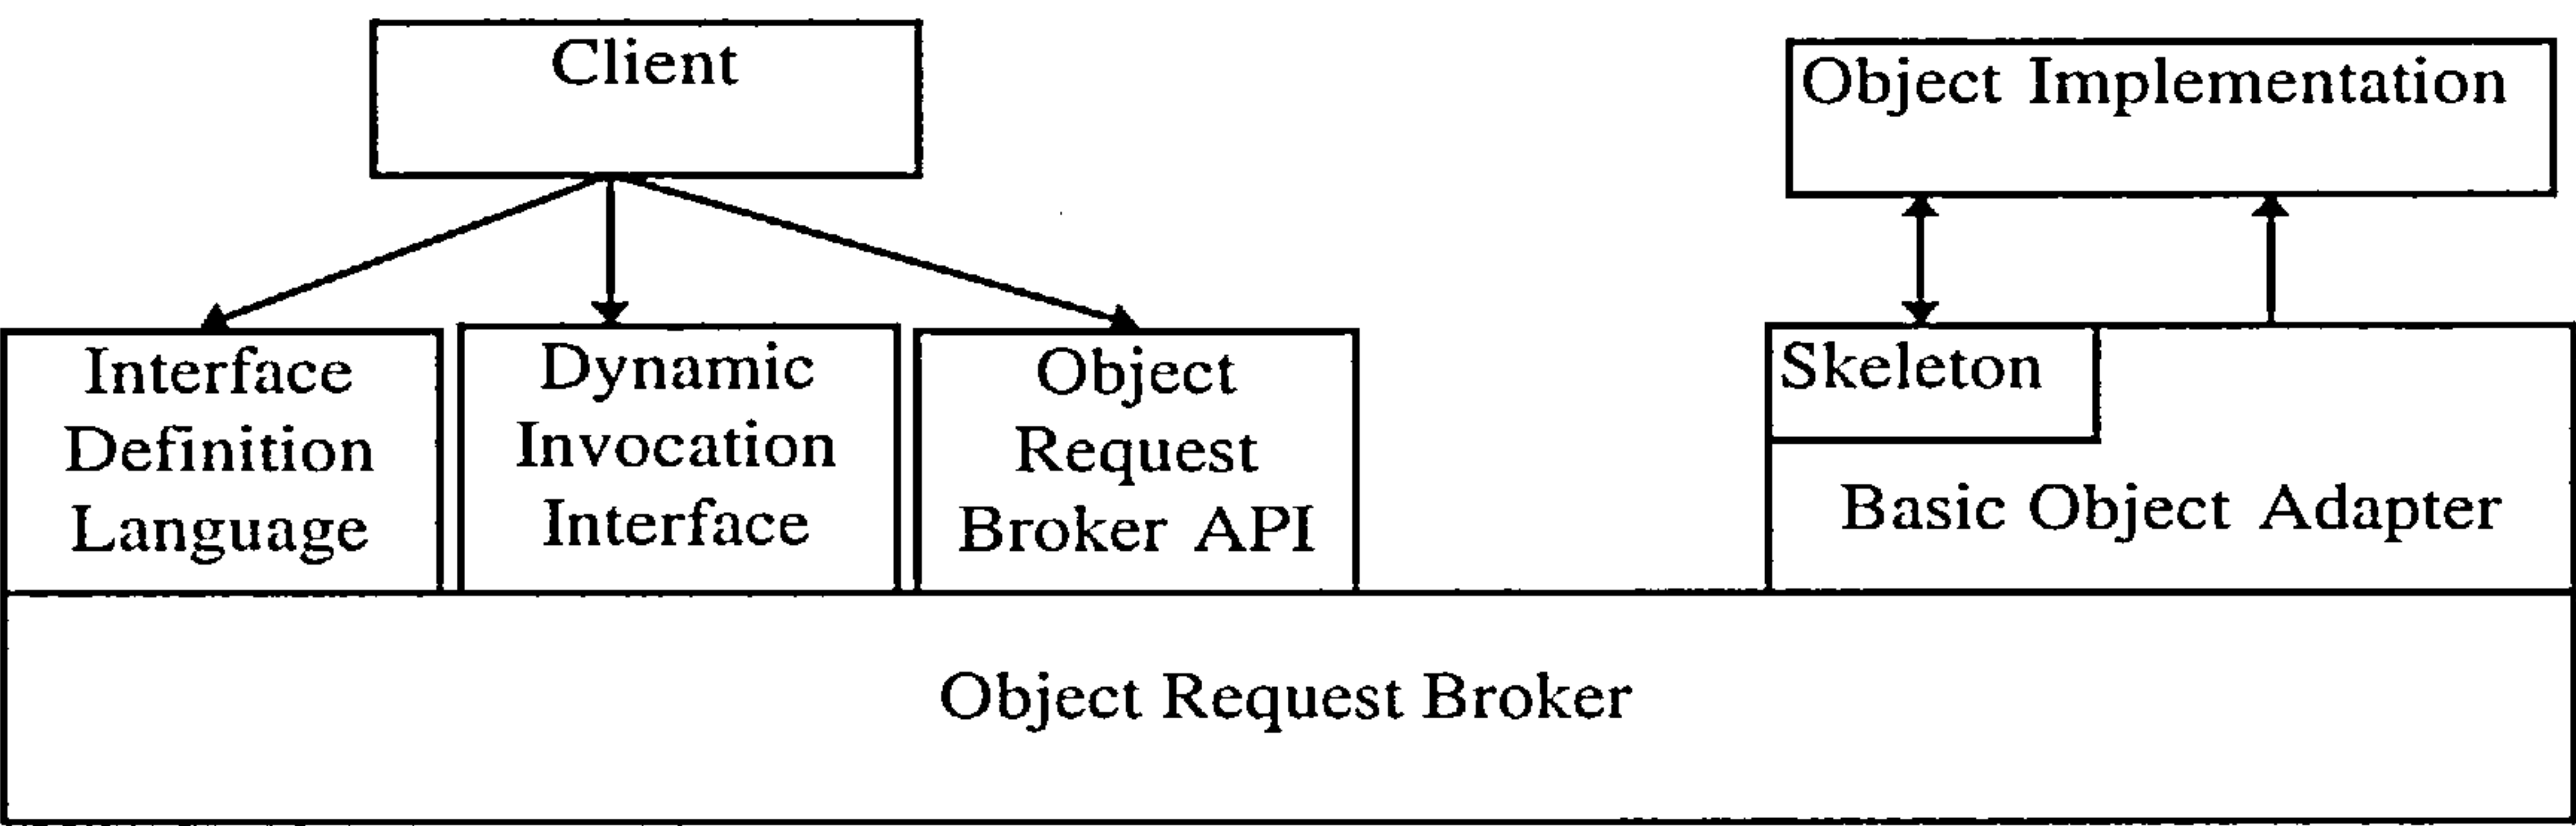 Client
Object Implementation
Interface
Definition
Language
Dynamic
Invocation
Interface
Object
Request
Broker API
Skeleton
Basic Object Adapter
Object Request Broker